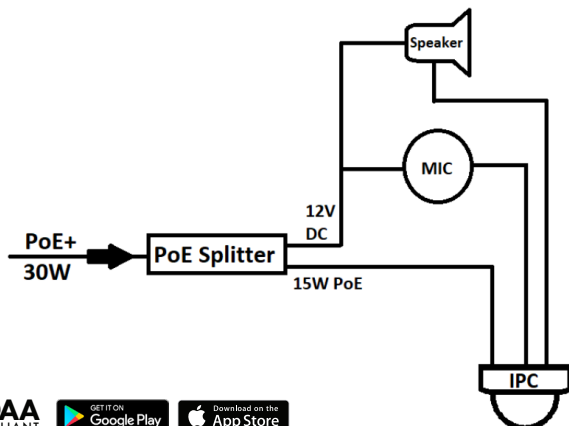 Speaker
MIC
12V
DC
PoE+
30W
PoE Splitter
15W PoE
IPC
GET IT ON
Google Play
Download on the
App Store